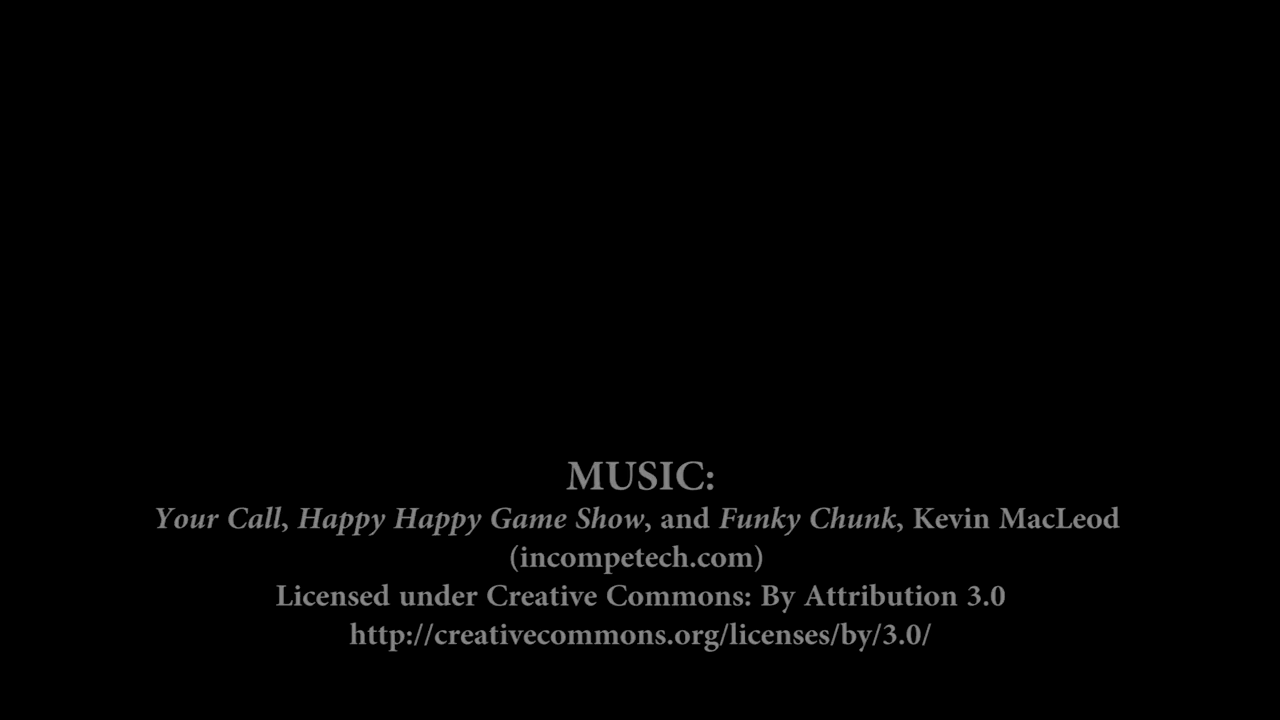 MUSIC:
Your Call, Happy Happy Game Show, and Funky Chunk, Kevin MacLeod
(incompetech.com)
Licensed under Creative Commons: By Attribution 3.0
http://creativecommons.org/licenses/by/3.0/